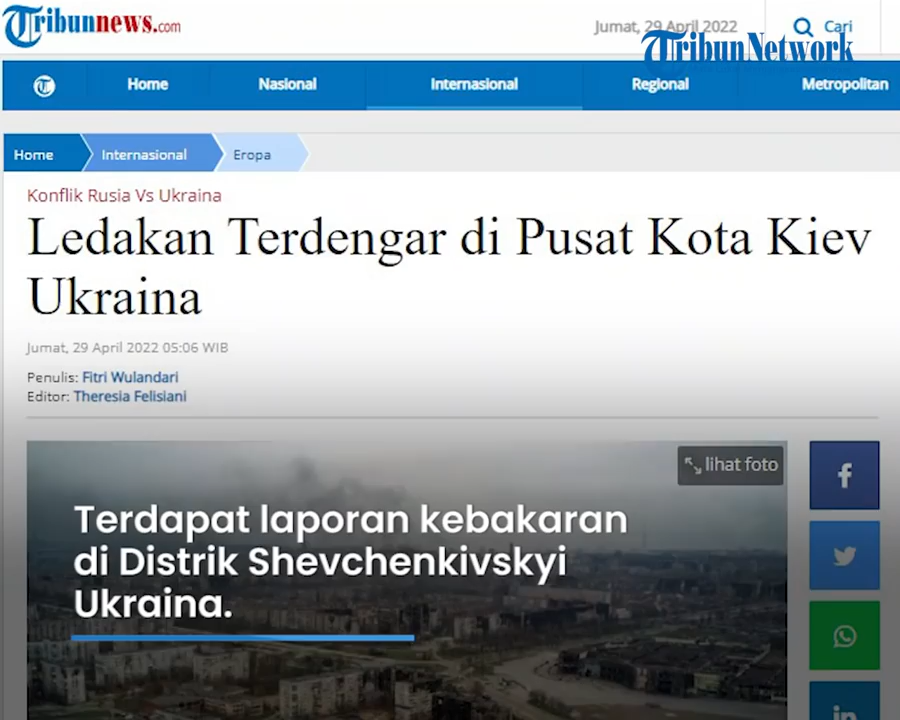 Tribunnews.com
Jumat, 29 April 2022
Cari
TribunNetwork
Home
Nasional
Internasional
Regional
Metropolitan
Home
Internasional
Eropa
Konflik Rusia Vs Ukraina
Ledakan Terdengar di Pusat Kota Kiev
Ukraina
Jumat, 29 April 2022 05:06 WIB
Penulis: Fitri Wulandari
Editor: Theresia Felisiani
lihat foto
Terdapat laporan kebakaran
di Distrik Shevchenkivskyi
Ukraina.